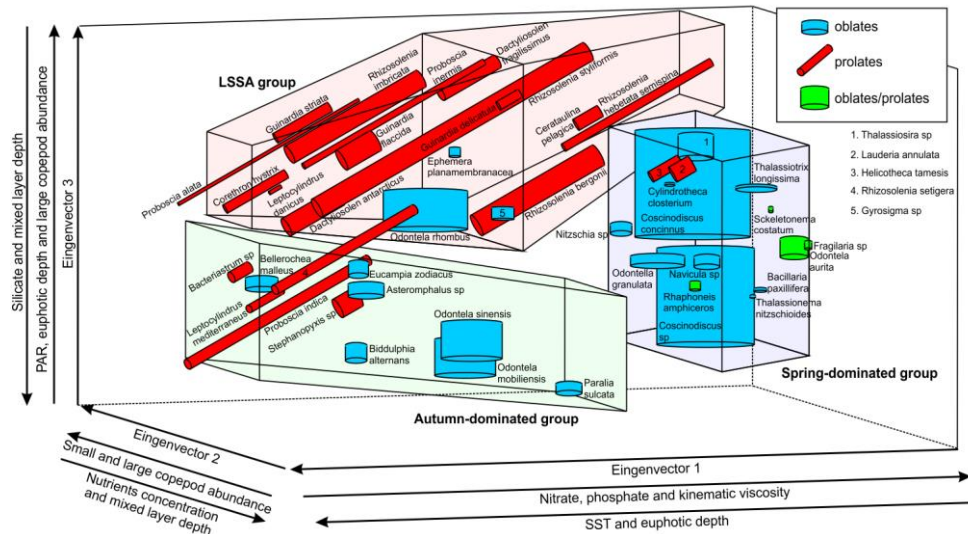 oblates
prolates
oblates/prolates
1. Thalassiosira sp
2. Lauderia annulata
3. Helicotheca tamesis
4. Rhizosolenia setigera
5. Gyrosigma sp
LSSA group
Guinardia striata
Rhizosolenia
imbricata
Proboscia
inermis
Dactyliosolen
fragilissimus
Rhizosolenia styliformis
Guinardia delicatula
Guinardia
flaccida
Cerataulina
pelagica
Rhizosolenia
hebetata semispina
Proboscia alata
Corethron hystrix
Leptocylindrus
danicus
Dactyliosolen antarcticus
Ephemera
planamembranacea
Odontela rhombus
5
Rhizosolenia bergonii
1
3
2
4
Cylindrotheca
closterium
Coscinodiscus
concinnus
Thalassiotrix
longissima
Sckeletonema
costatum
Nitzschia sp
Fragilaria sp
Odontela
aurita
Odontella
granulata
Navicula sp
Rhaphoneis
amphiceros
Coscinodiscus
sp
Bacillaria
paxillifera
Thalassionema
nitzschioides
Spring-dominated group
Bacteriastrum sp
Bellerochea
malleus
Leptocylindrus
mediterraneus
Proboscia indica
Stephanopyxis sp
Eucampia zodiacus
Asteromphalus sp
Biddulphia
alternans
Odontela sinensis
Odontela
mobiliensis
Paralia
sulcata
Autumn-dominated group
Silicate and mixed layer depth
PAR, euphotic depth and large copepod abundance
Eingenvector 3
Eingenvector 2
Small and large copepod abundance
Nutrients concentration
and mixed layer depth
Eingenvector 1
Nitrate, phosphate and kinematic viscosity
SST and euphotic depth